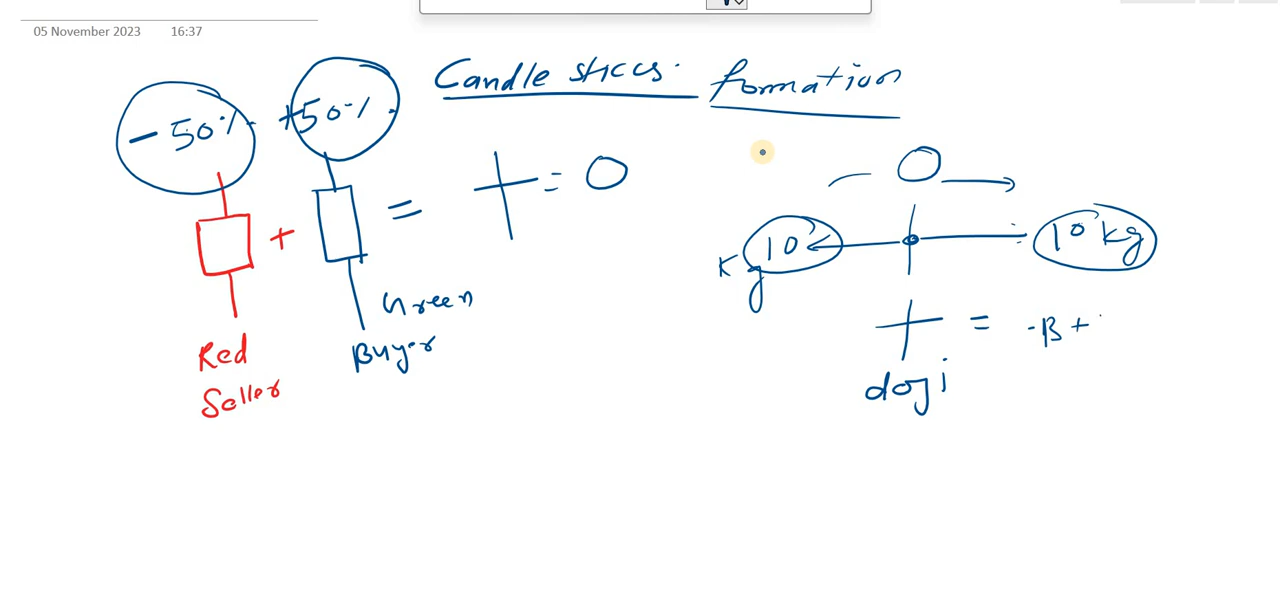 05 November 2023 16:37
Candle sticcs. formation
- 50% +50%
+ = = 0
Green
Buyer
Red
Seller
0
Kg 10 10 kg
= -B +
doji